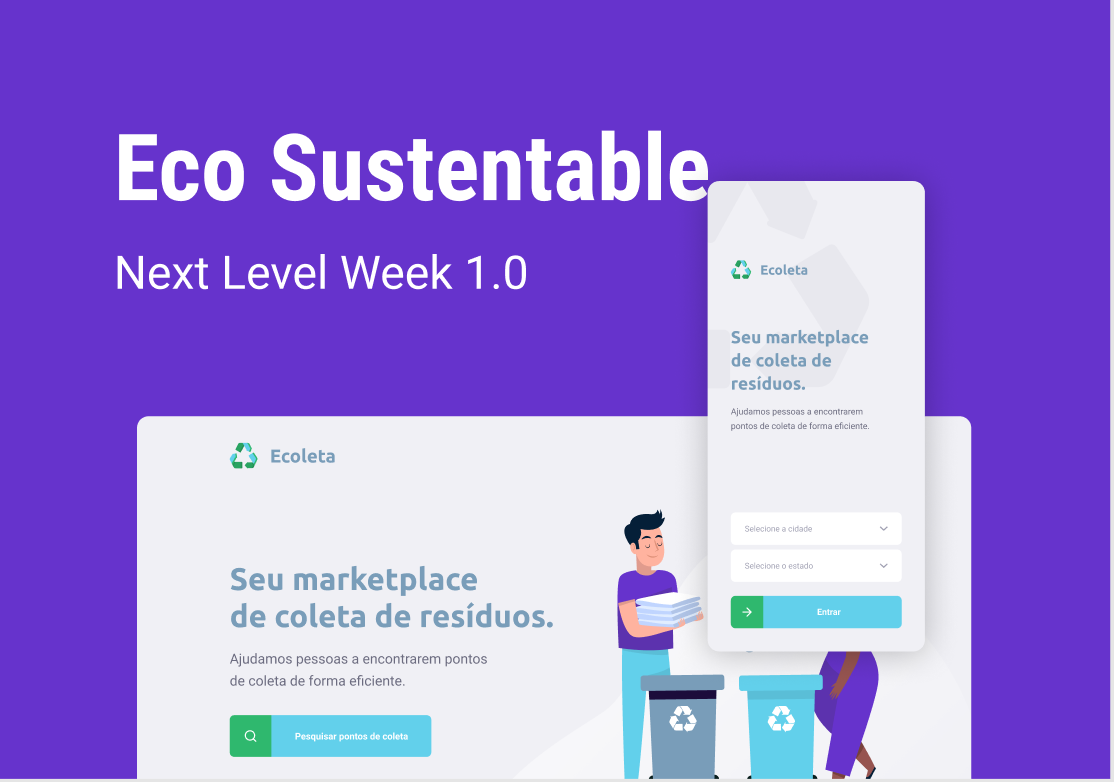 Eco Sustentable
Next Level Week 1.0
Ecoleta
Seu marketplace
de coleta de
resíduos.
Ajudamos pessoas a encontrarem
pontos de coleta de forma eficiente.
Selecione a cidade
Selecione o estado
Entrar
Ecoleta
Seu marketplace
de coleta de resíduos.
Ajudamos pessoas a encontrarem pontos
de coleta de forma eficiente.
Pesquisar pontos de coleta